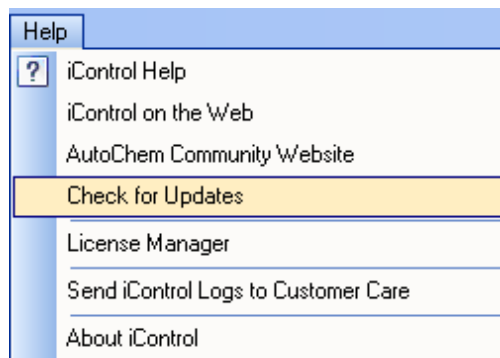 Help
? iControl Help
iControl on the Web
AutoChem Community Website
Check for Updates
License Manager
Send iControl Logs to Customer Care
About iControl